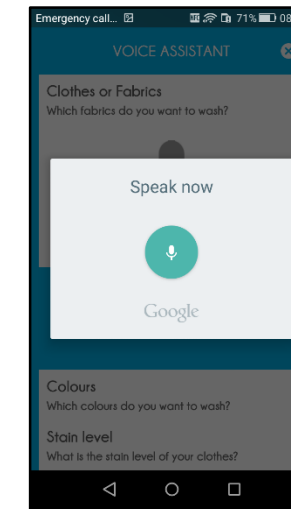 Emergency call... 71% 08
VOICE ASSISTANT
Clothes or Fabrics
Which fabrics do you want to wash?
Speak now
Google
Colours
Which colours do you want to wash?
Stain level
What is the stain level of your clothes?